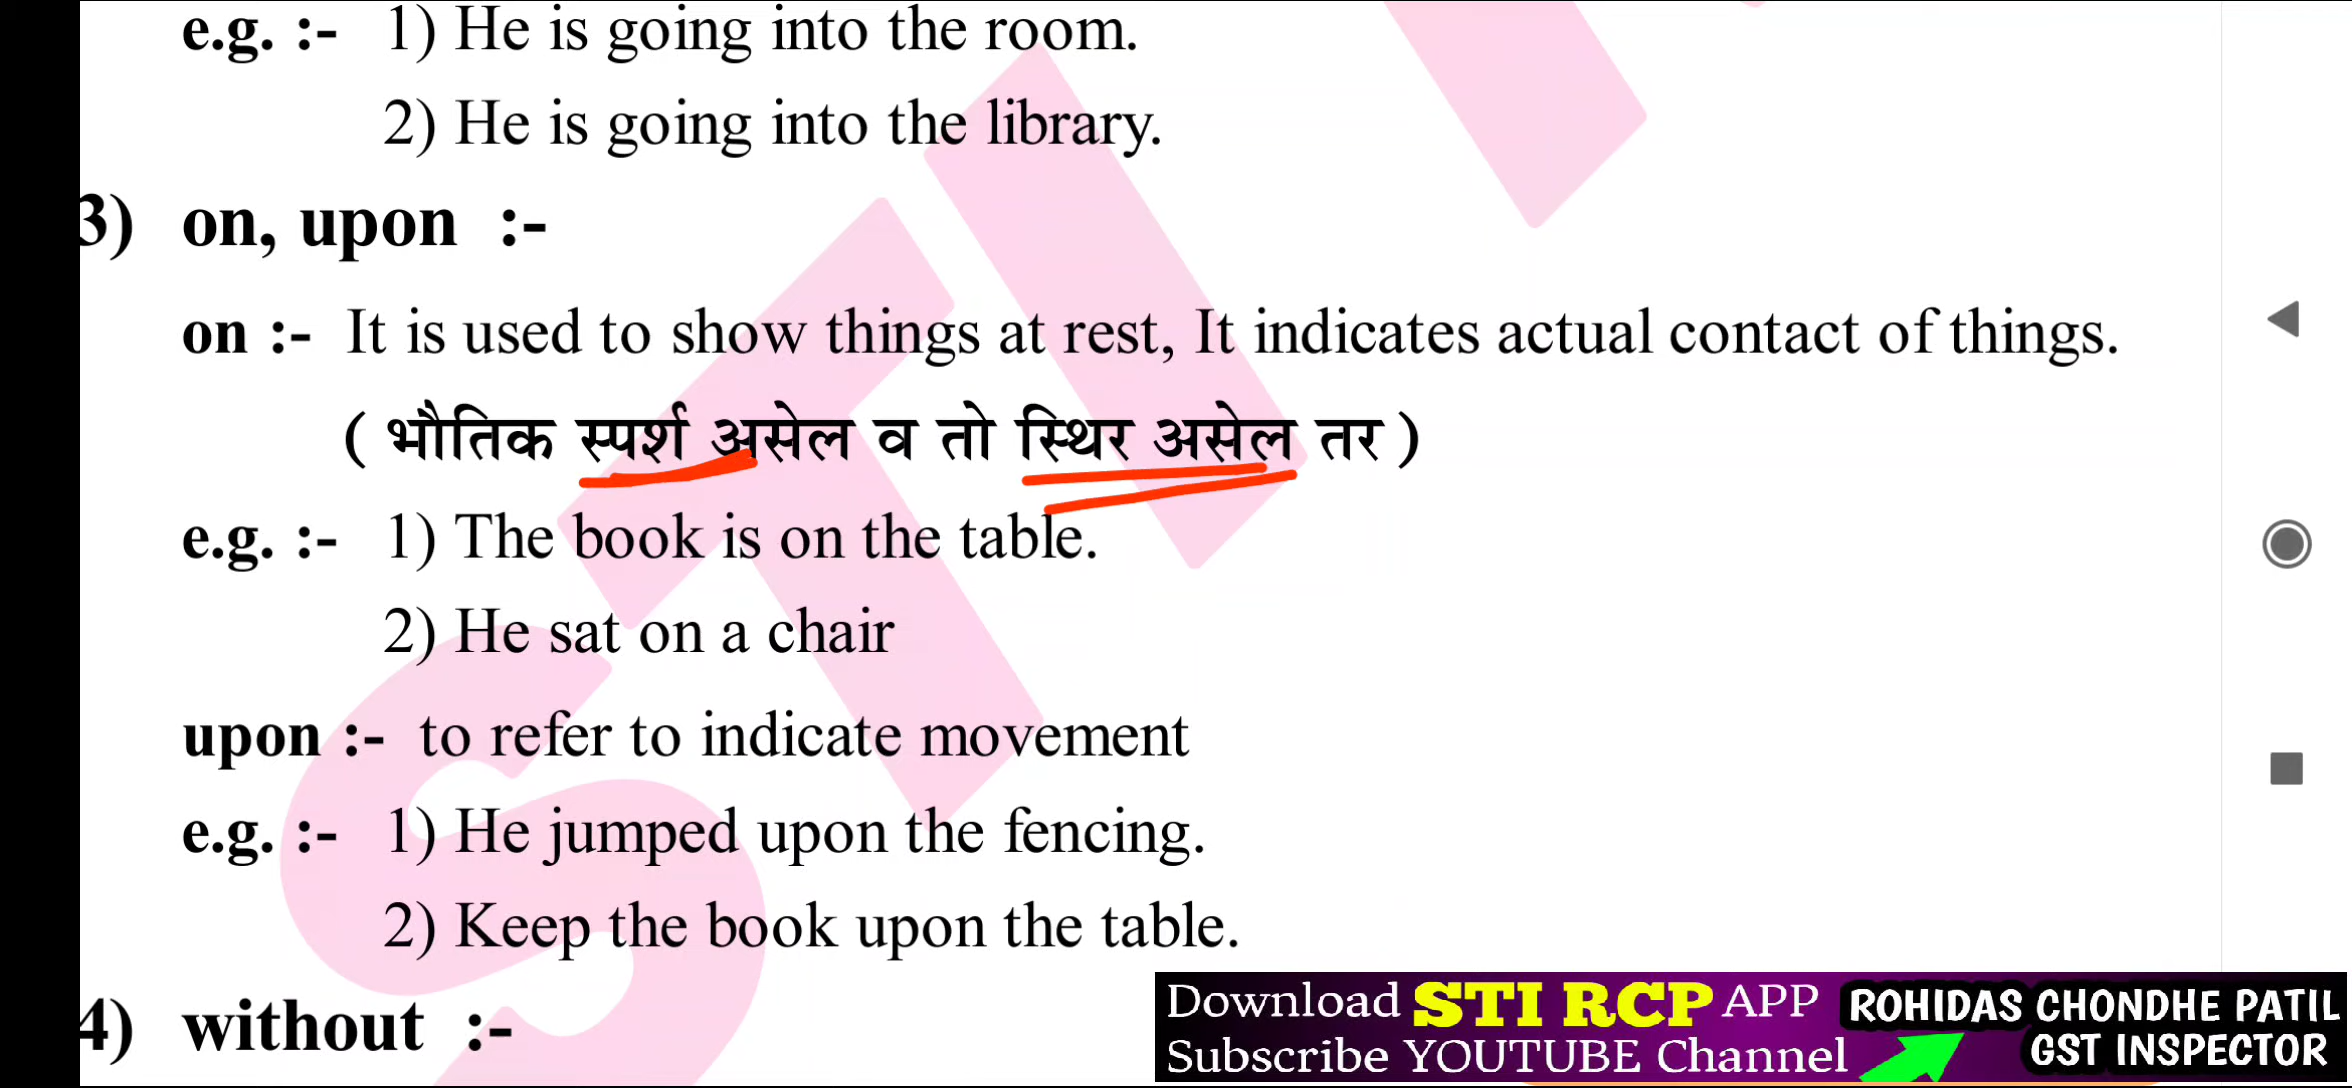 e.g. :- 1) He is going into the room.
2) He is going into the library.
3) on, upon :-
on :- It is used to show things at rest, It indicates actual contact of things.
( भौतिक स्पर्श असेल व तो स्थिर असेल तर )
e.g. :- 1) The book is on the table.
2) He sat on a chair
upon :- to refer to indicate movement
e.g. :- 1) He jumped upon the fencing.
2) Keep the book upon the table.
4) without :-
Download STI RCP APP
Subscribe YOUTUBE Channel
ROHIDAS CHONDHE PATIL
GST INSPECTOR